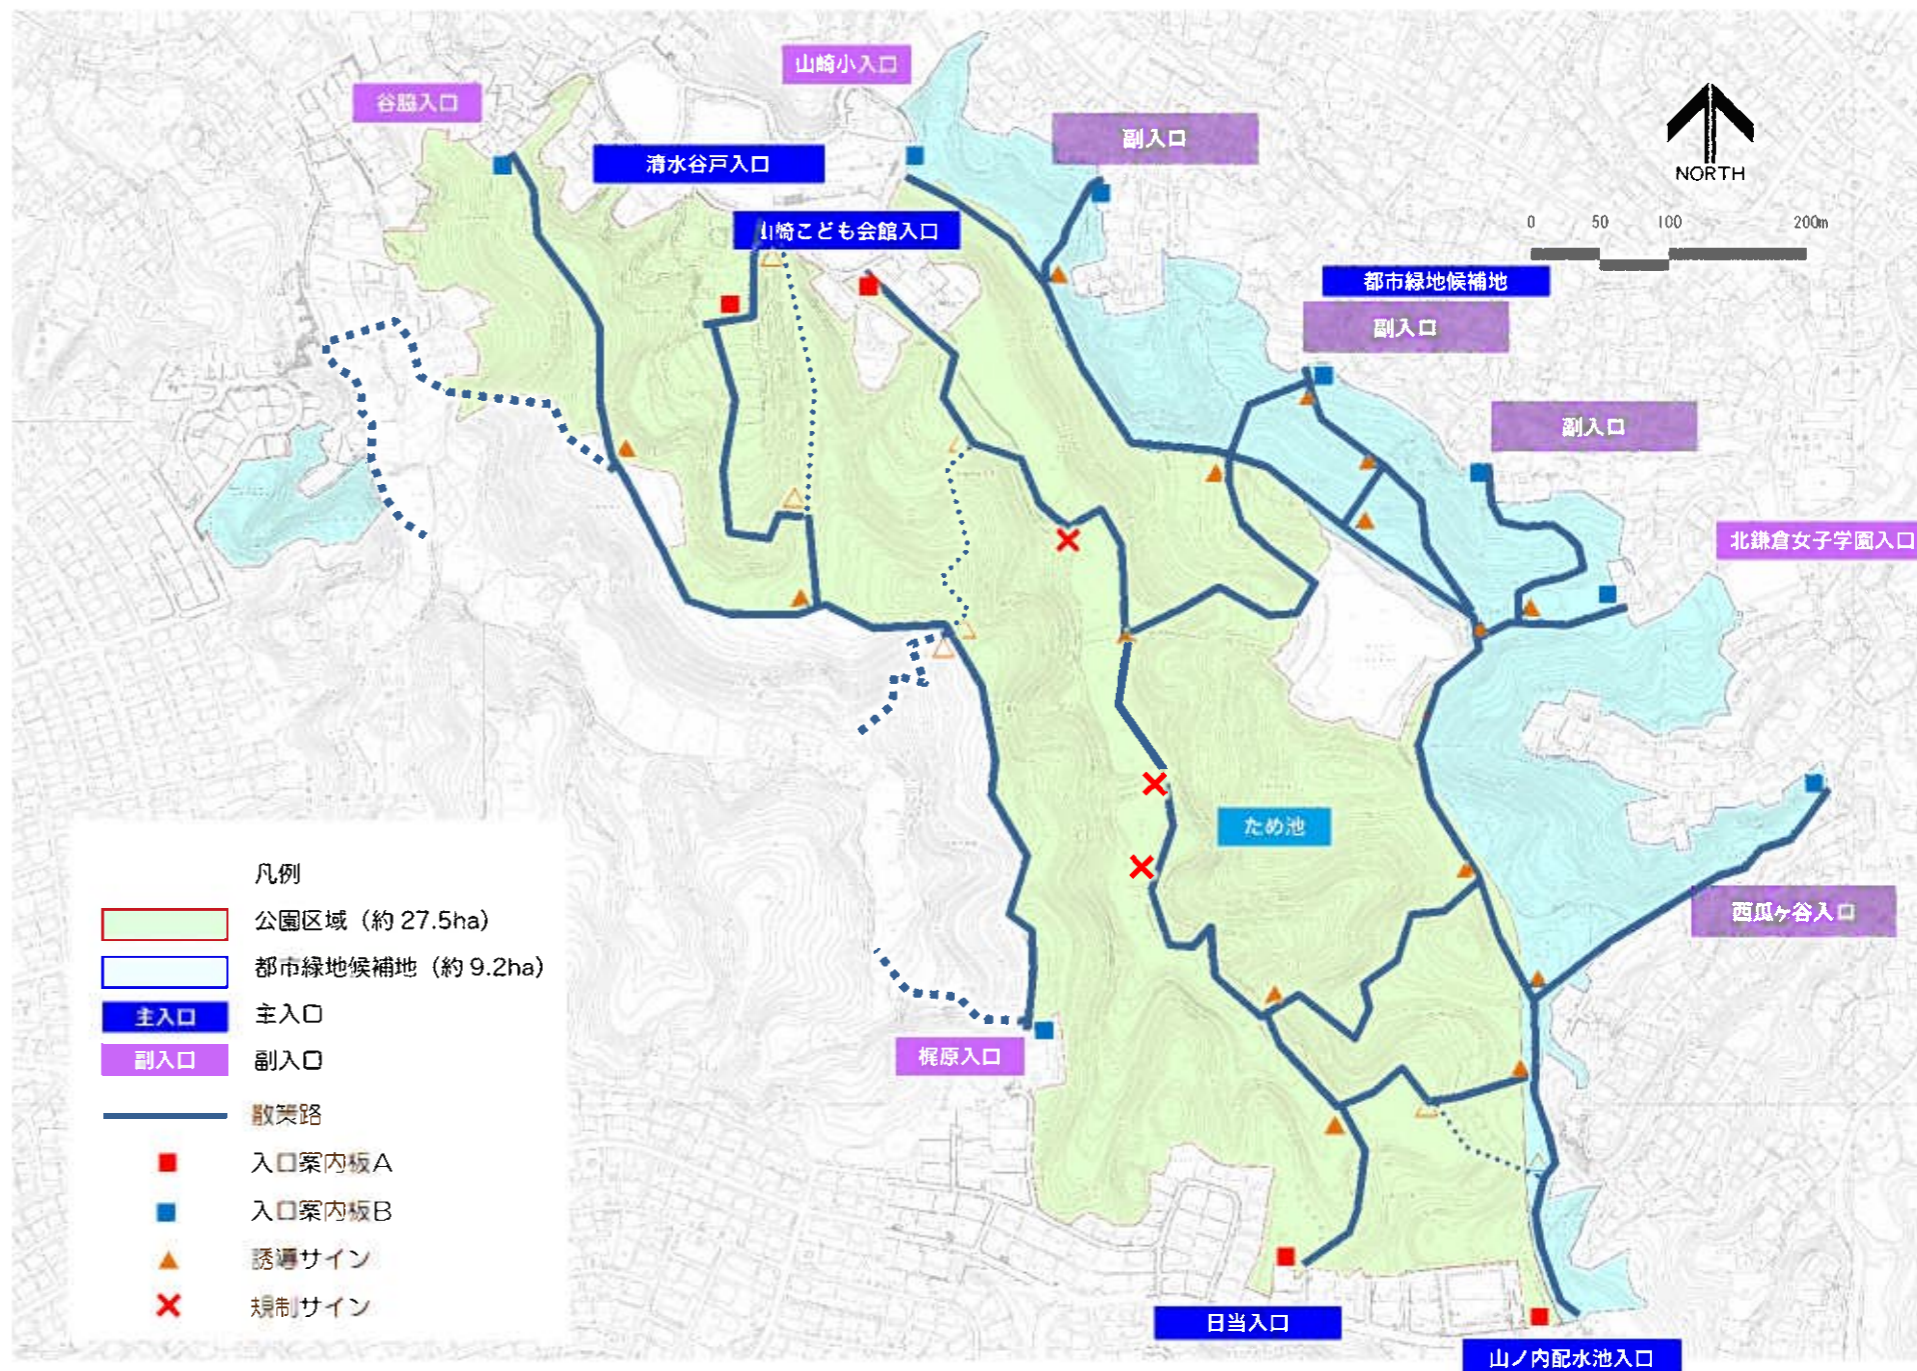 山崎小入口
谷脇入口
副入口
清水谷戸入口
NORTH
山崎こども会館入口
0 50 100 200m
都市緑地候補地
副入口
副入口
北鎌倉女子学園入口
ため池
西瓜ヶ谷入口
梶原入口
日当入口
山ノ内配水池入口
凡例
公園区域（約 27.5ha）
都市緑地候補地（約 9.2ha）
主入口 主入口
副入口 副入口
散策路
入口案内板A
入口案内板B
誘導サイン
規制サイン